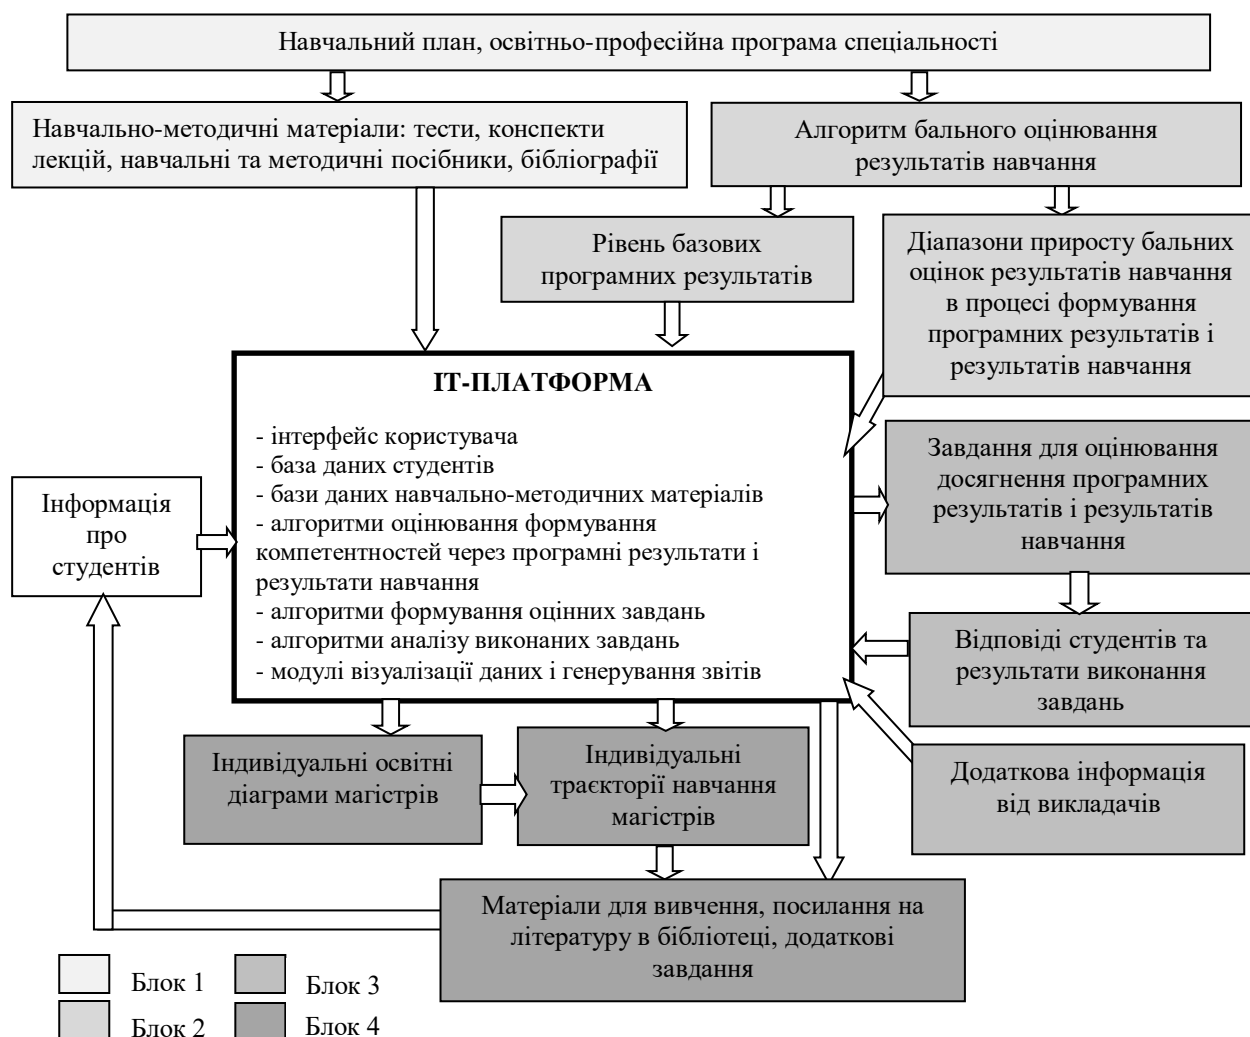 Навчальний план, освітньо-професійна програма спеціальності
Навчально-методичні матеріали: тести, конспекти
лекцій, навчальні та методичні посібники, бібліографії
Алгоритм бального оцінювання
результатів навчання
Рівень базових
програмних результатів
Діапазони приросту бальних
оцінок результатів навчання
в процесі формування
програмних результатів і
результатів навчання
ІТ-ПЛАТФОРМА
- інтерфейс користувача
- база даних студентів
- бази даних навчально-методичних матеріалів
- алгоритми оцінювання формування
компетентностей через програмні результати і
результати навчання
- алгоритми формування оцінних завдань
- алгоритми аналізу виконаних завдань
- модулі візуалізації даних і генерування звітів
Інформація
про
студентів
Завдання для оцінювання
досягнення програмних
результатів і результатів
навчання
Відповіді студентів та
результати виконання
завдань
Додаткова інформація
від викладачів
Індивідуальні освітні
діаграми магістрів
Індивідуальні
траєкторії навчання
магістрів
Матеріали для вивчення, посилання на
літературу в бібліотеці, додаткові
завдання
Блок 1
Блок 3
Блок 2
Блок 4